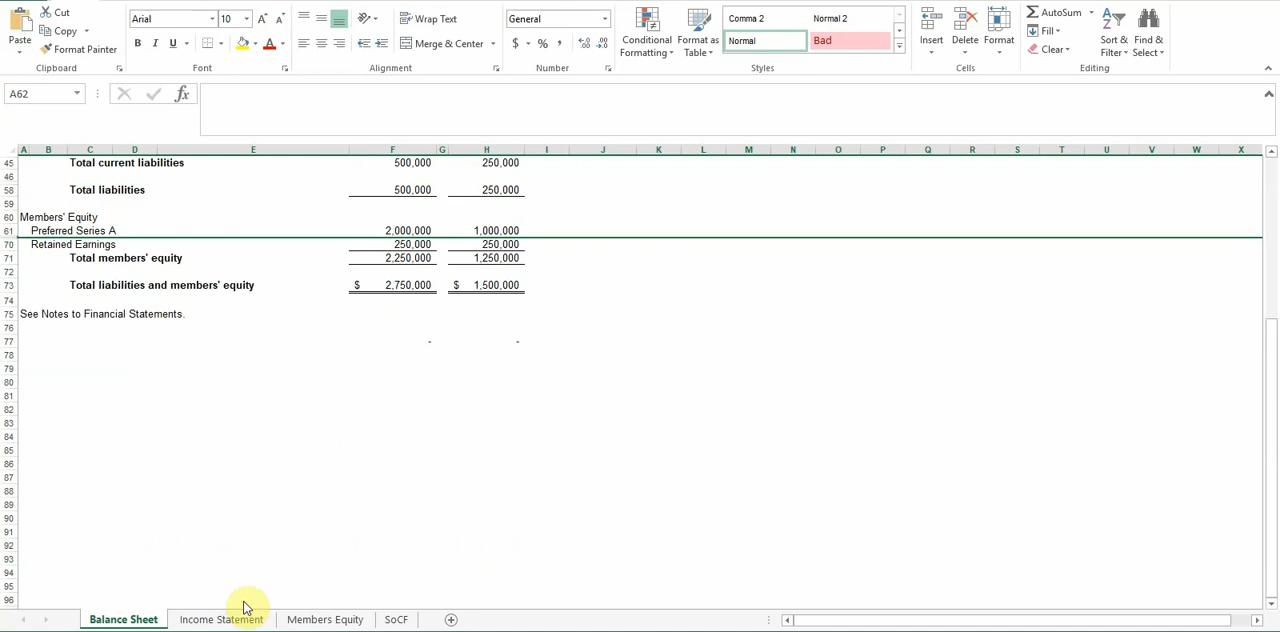 Cut
Copy
Format Painter
Paste
Clipboard
Arial
10
A
A
B I U
A
Font
Wrap Text
Merge & Center
Alignment
General
$ % ,
Number
Conditional
Formatting
Format as
Table
Comma 2
Normal 2
Normal
Bad
Styles
Insert
Delete
Format
Cells
AutoSum
Fill
Clear
Sort &
Filter
Find &
Select
Editing
A62
fx
A B C D E F G H I J K L M N O P Q R S T U V W X
45 Total current liabilities 500,000 250,000
46
58 Total liabilities 500,000 250,000
59
60 Members' Equity
61 Preferred Series A 2,000,000 1,000,000
70 Retained Earnings 250,000 250,000
71 Total members' equity 2,250,000 1,250,000
72
73 Total liabilities and members' equity $ 2,750,000 $ 1,500,000
74
75 See Notes to Financial Statements.
76
77 - -
78
79
80
81
82
83
84
85
86
87
88
89
90
91
92
93
94
95
96
Balance Sheet Income Statement Members Equity SoCF